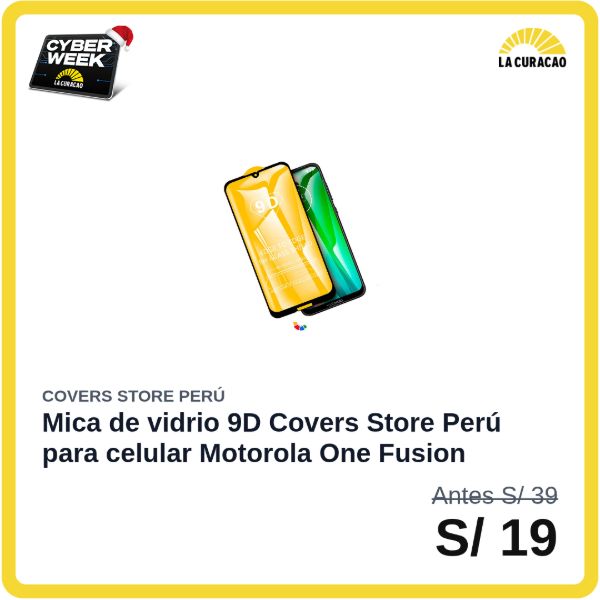 CYBER
WEEK
LA CURACAO
LA CURACAO
9D
COVERS STORE PERÚ
Mica de vidrio 9D Covers Store Perú
para celular Motorola One Fusion
Antes S/ 39
S/ 19